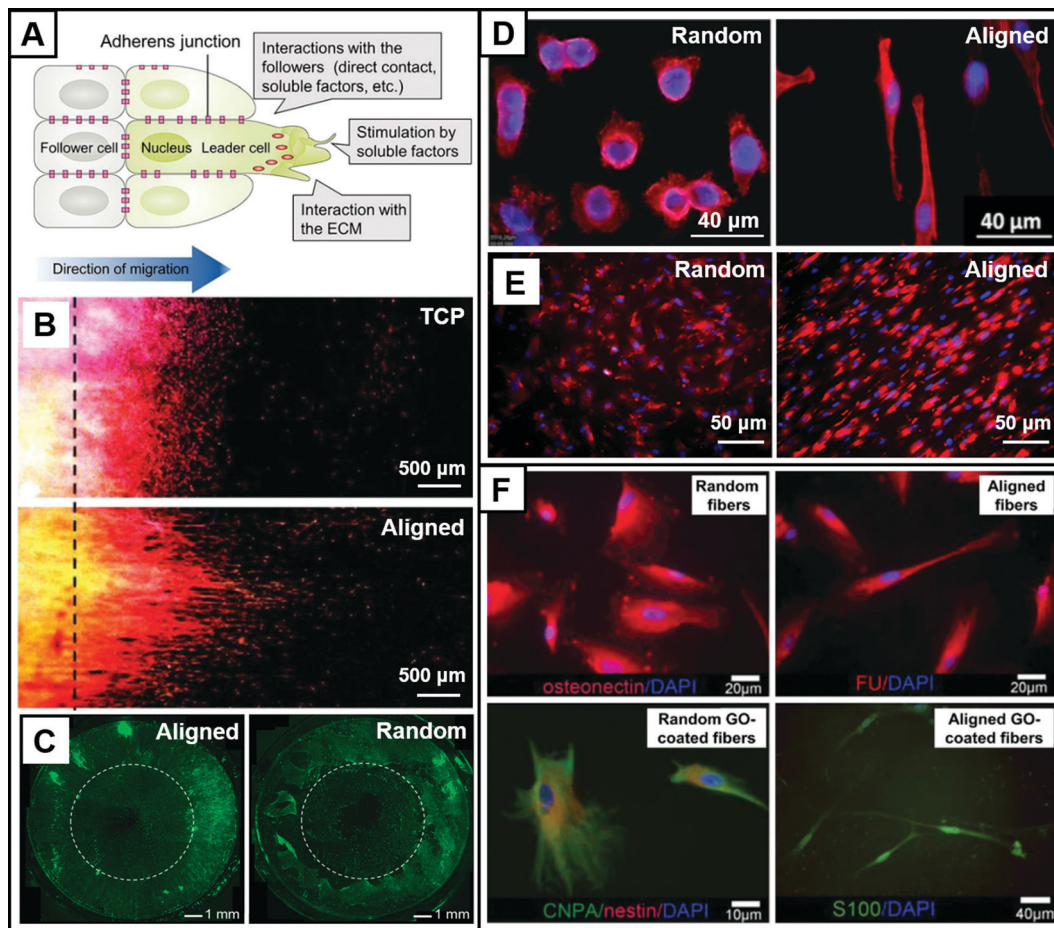 A
Adherens junction
Interactions with the
followers (direct contact,
soluble factors, etc.)
Follower cell
Nucleus
Leader cell
Stimulation by
soluble factors
Interaction with
the ECM
Direction of migration
B
TCP
500 µm
Aligned
500 µm
C
Aligned
1 mm
Random
1 mm
D
Random
40 µm
Aligned
40 µm
E
Random
50 µm
Aligned
50 µm
F
Random
fibers
osteonectin/DAPI
20µm
Aligned
fibers
FU/DAPI
20µm
Random GO-
coated fibers
CNPA/nestin/DAPI
10µm
Aligned GO-
coated fibers
S100/DAPI
40µm